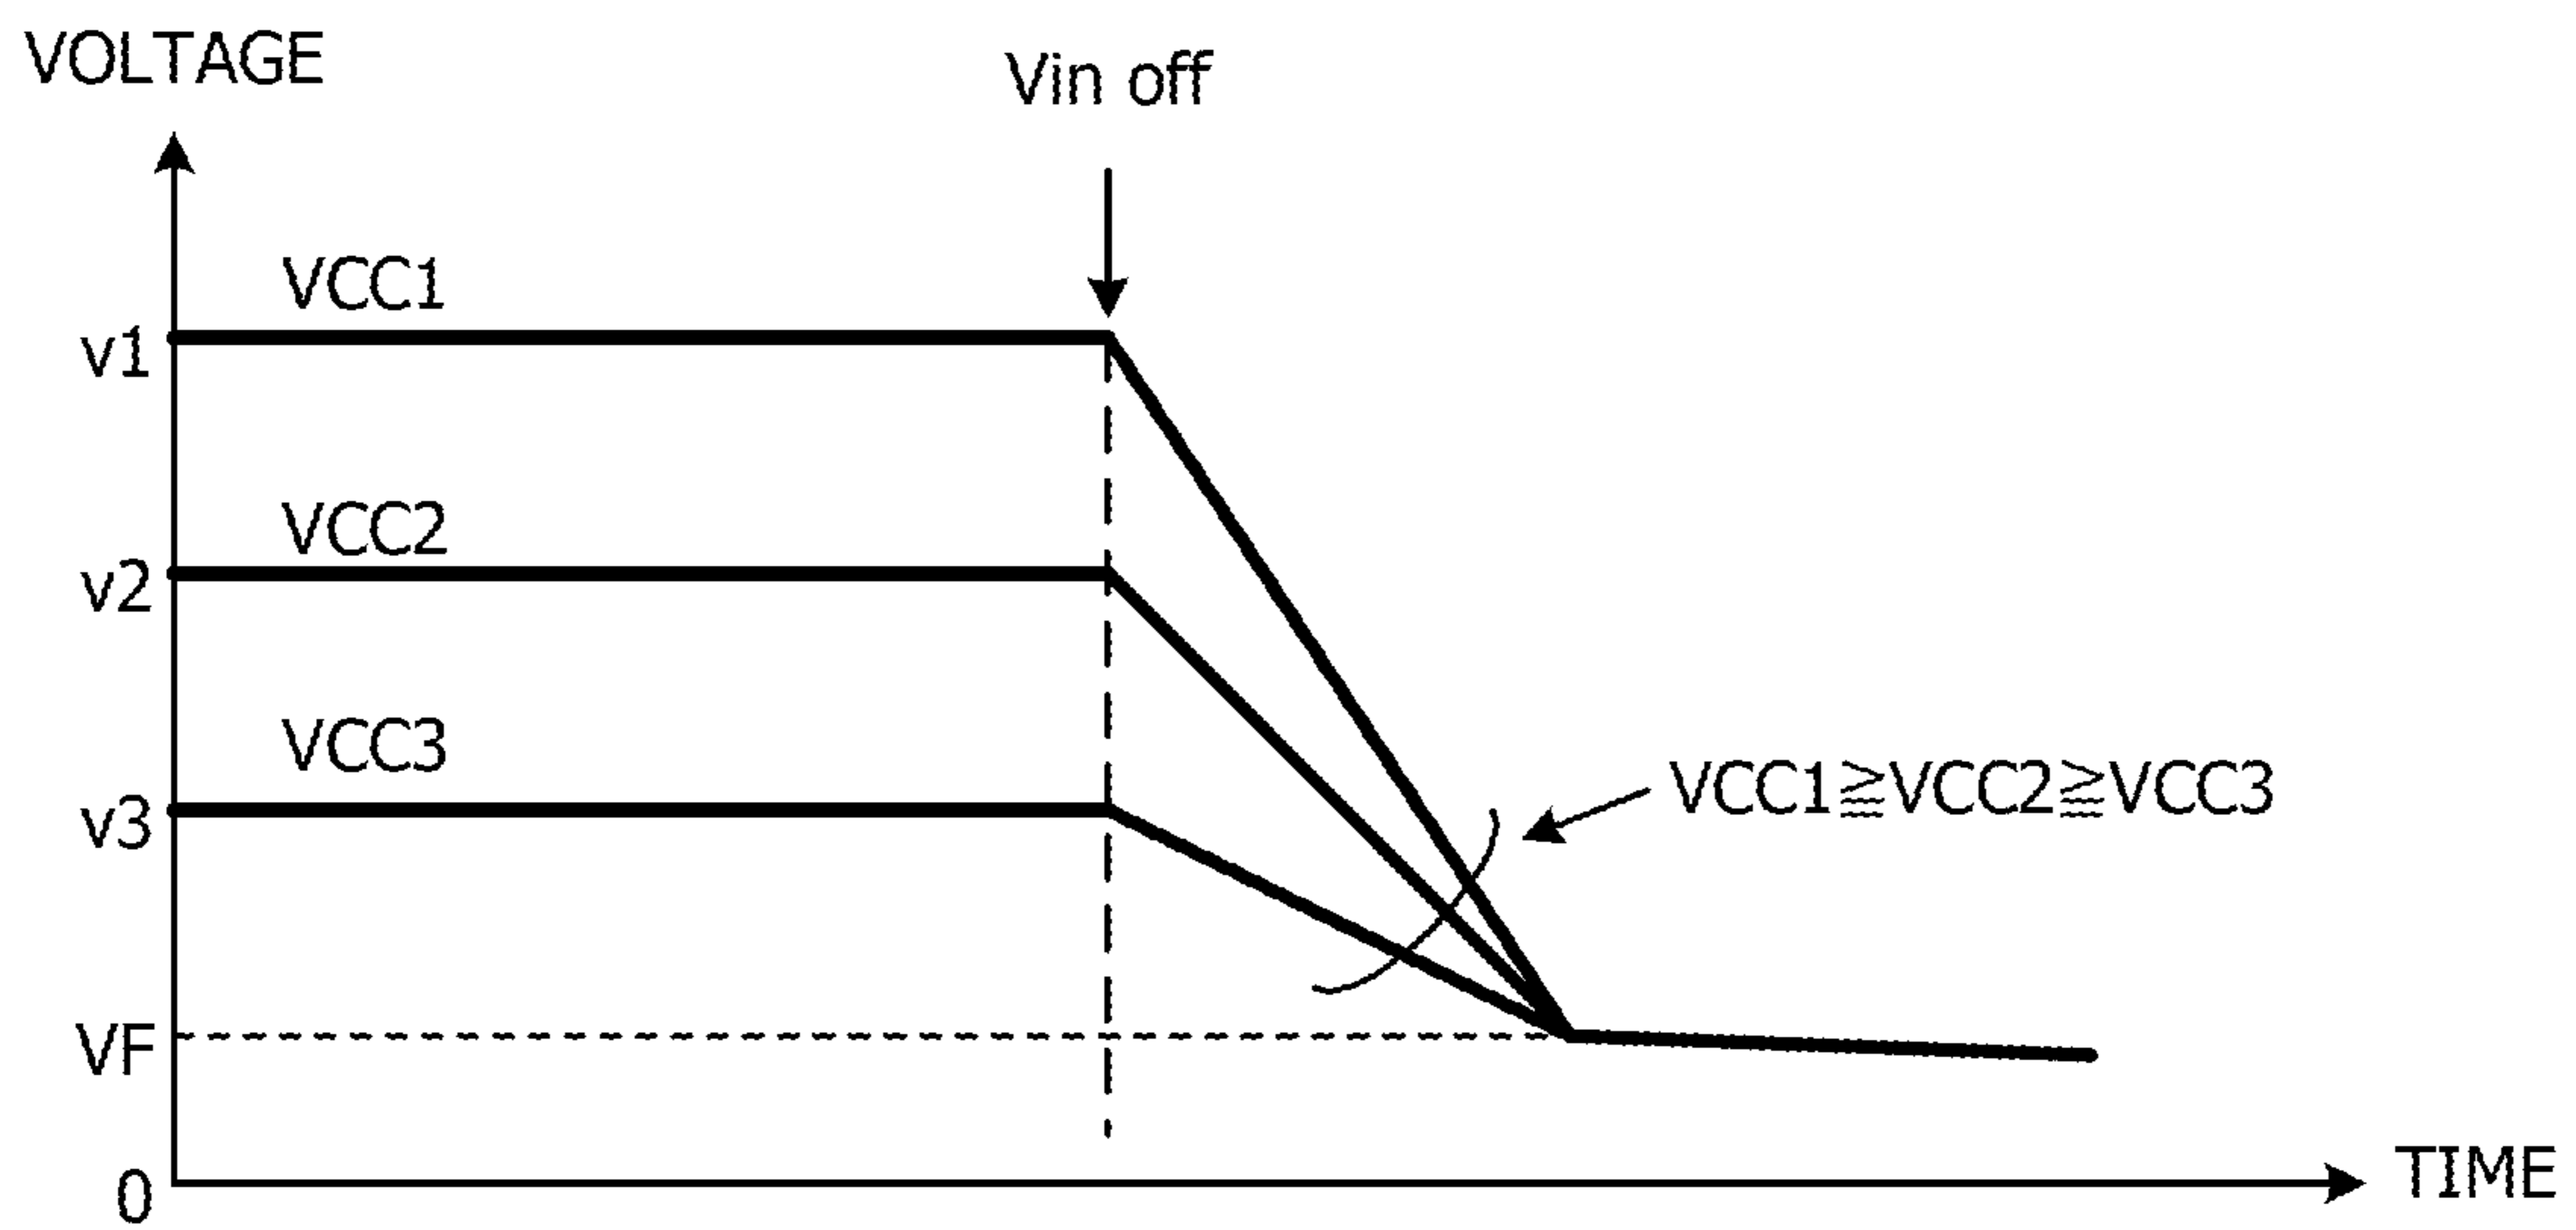 VOLTAGE
Vin off
VCC1
v1
VCC2
v2
VCC3
v3
VCC1≧VCC2≧VCC3
VF
0
TIME